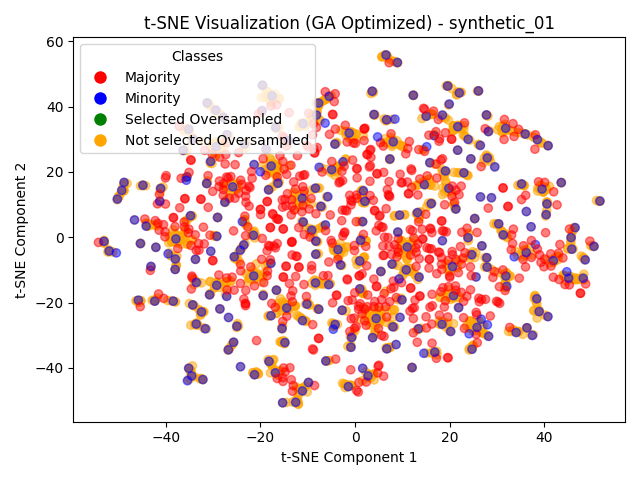 t-SNE Visualization (GA Optimized) - synthetic_01
Classes
Majority
Minority
Selected Oversampled
Not selected Oversampled
60
40
20
0
−20
−40
t-SNE Component 2
−40 −20 0 20 40
t-SNE Component 1